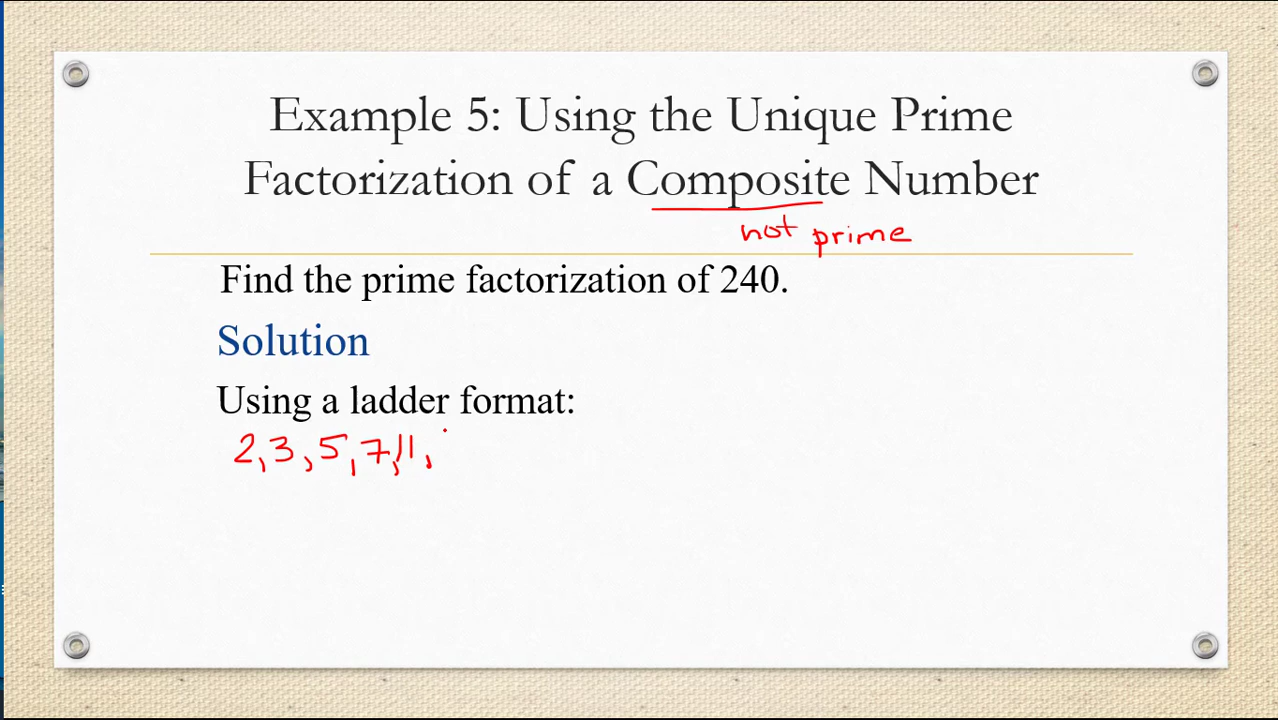 Example 5: Using the Unique Prime
Factorization of a Composite Number
not prime
Find the prime factorization of 240.
Solution
Using a ladder format:
2,3,5,7,11,